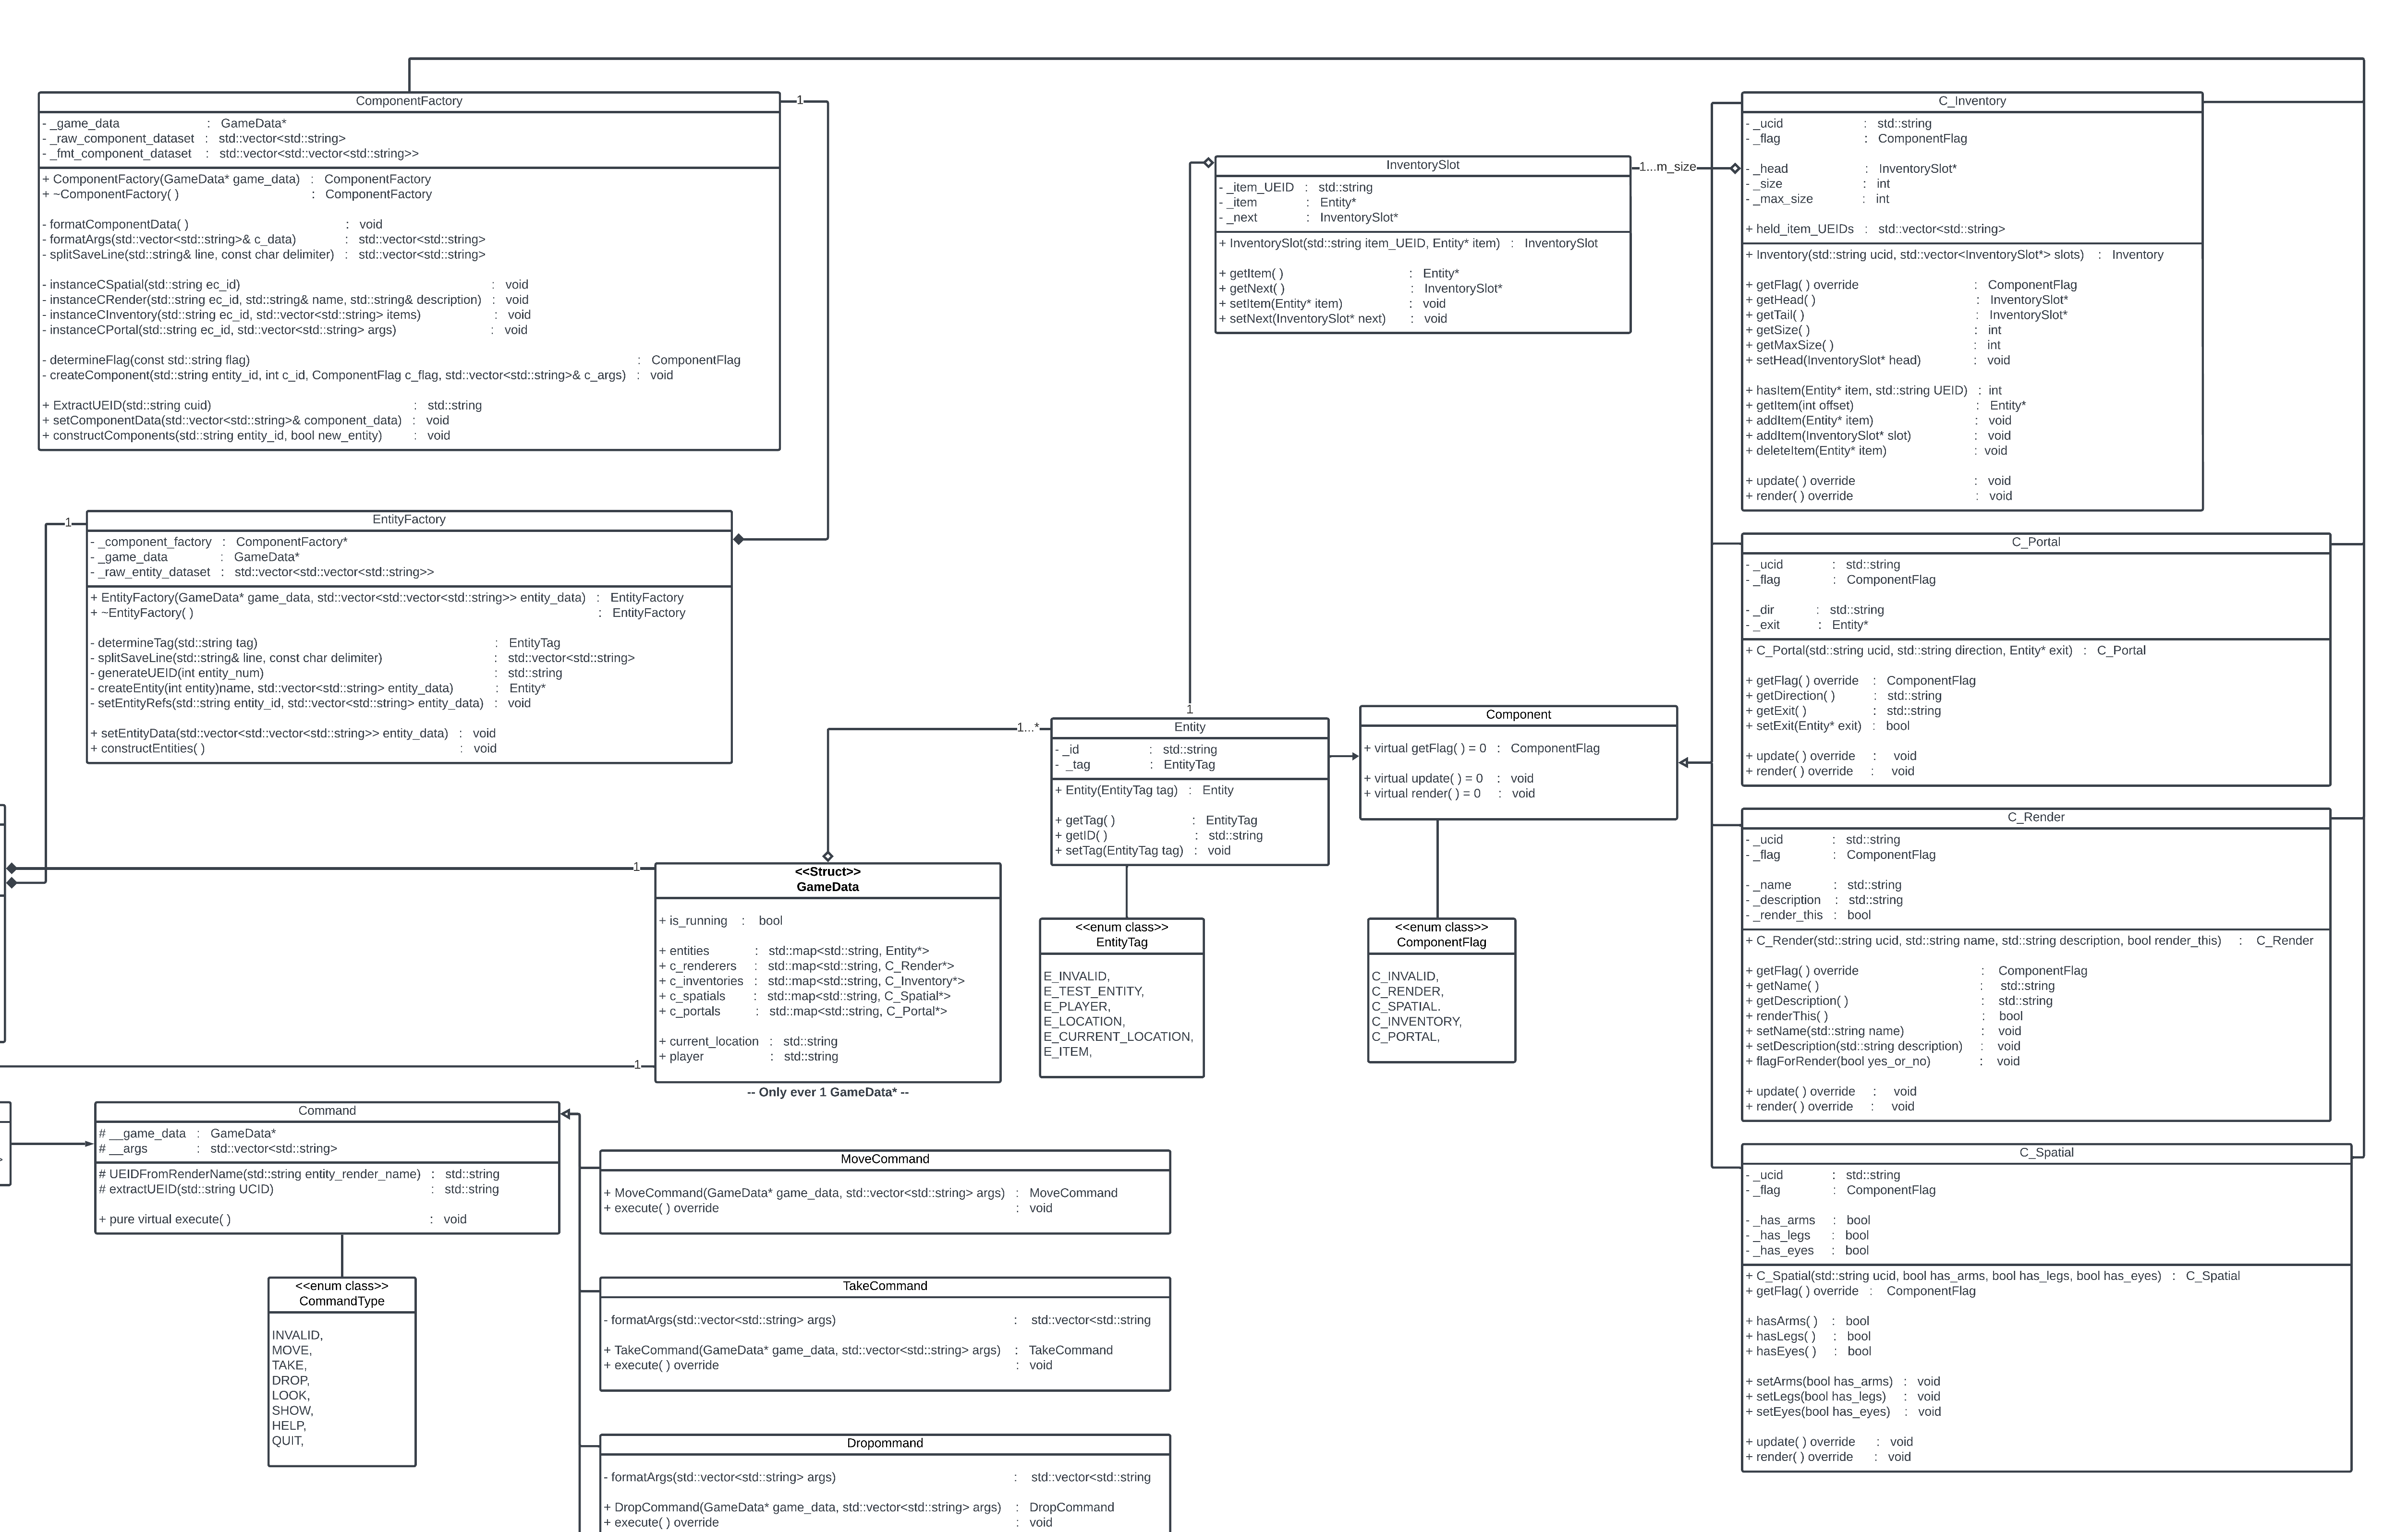 ComponentFactory
- _game_data : GameData*
- _raw_component_dataset : std::vector<std::string>
- _fmt_component_dataset : std::vector<std::vector<std::string>>
+ ComponentFactory(GameData* game_data) : ComponentFactory
+ ~ComponentFactory( ) : ComponentFactory
- formatComponentData( ) : void
- formatArgs(std::vector<std::string>& c_data) : std::vector<std::string>
- splitSaveLine(std::string& line, const char delimiter) : std::vector<std::string>
- instanceCSpatial(std::string ec_id) : void
- instanceCRender(std::string ec_id, std::string& name, std::string& description) : void
- instanceCInventory(std::string ec_id, std::vector<std::string> items) : void
- instanceCPortal(std::string ec_id, std::vector<std::string> args) : void
- determineFlag(const std::string flag) : ComponentFlag
- createComponent(std::string entity_id, int c_id, ComponentFlag c_flag, std::vector<std::string>& c_args) : void
+ ExtractUEID(std::string cuid) : std::string
+ setComponentData(std::vector<std::string>& component_data) : void
+ constructComponents(std::string entity_id, bool new_entity) : void
1
EntityFactory
- _component_factory : ComponentFactory*
- _game_data : GameData*
- _raw_entity_dataset : std::vector<std::vector<std::string>>
+ EntityFactory(GameData* game_data, std::vector<std::vector<std::string>> entity_data) : EntityFactory
+ ~EntityFactory( ) : EntityFactory
- determineTag(std::string tag) : EntityTag
- splitSaveLine(std::string& line, const char delimiter) : std::vector<std::string>
- generateUEID(int entity_num) : std::string
- createEntity(int entity)name, std::vector<std::string> entity_data) : Entity*
- setEntityRefs(std::string entity_id, std::vector<std::string> entity_data) : void
+ setEntityData(std::vector<std::vector<std::string>> entity_data) : void
+ constructEntities( ) : void
1
InventorySlot
- _item_UEID : std::string
- _item : Entity*
- _next : InventorySlot*
+ InventorySlot(std::string item_UEID, Entity* item) : InventorySlot
+ getItem( ) : Entity*
+ getNext( ) : InventorySlot*
+ setItem(Entity* item) : void
+ setNext(InventorySlot* next) : void
1...m_size
C_Inventory
- _ucid : std::string
- _flag : ComponentFlag
- _head : InventorySlot*
- _size : int
- _max_size : int
+ held_item_UEIDs : std::vector<std::string>
+ Inventory(std::string ucid, std::vector<InventorySlot*> slots) : Inventory
+ getFlag( ) override : ComponentFlag
+ getHead( ) : InventorySlot*
+ getTail( ) : InventorySlot*
+ getSize( ) : int
+ getMaxSize( ) : int
+ setHead(InventorySlot* head) : void
+ hasItem(Entity* item, std::string UEID) : int
+ getItem(int offset) : Entity*
+ addItem(Entity* item) : void
+ addItem(InventorySlot* slot) : void
+ deleteItem(Entity* item) : void
+ update( ) override : void
+ render( ) override : void
C_Portal
- _ucid : std::string
- _flag : ComponentFlag
- _dir : std::string
- _exit : Entity*
+ C_Portal(std::string ucid, std::string direction, Entity* exit) : C_Portal
+ getFlag( ) override : ComponentFlag
+ getDirection( ) : std::string
+ getExit( ) : std::string
+ setExit(Entity* exit) : bool
+ update( ) override : void
+ render( ) override : void
1
1...*
Entity
- _id : std::string
- _tag : EntityTag
+ Entity(EntityTag tag) : Entity
+ getTag( ) : EntityTag
+ getID( ) : std::string
+ setTag(EntityTag tag) : void
Component
+ virtual getFlag( ) = 0 : ComponentFlag
+ virtual update( ) = 0 : void
+ virtual render( ) = 0 : void
C_Render
- _ucid : std::string
- _flag : ComponentFlag
- _name : std::string
- _description : std::string
- _render_this : bool
+ C_Render(std::string ucid, std::string name, std::string description, bool render_this) : C_Render
+ getFlag( ) override : ComponentFlag
+ getName( ) : std::string
+ getDescription( ) : std::string
+ renderThis( ) : bool
+ setName(std::string name) : void
+ setDescription(std::string description) : void
+ flagForRender(bool yes_or_no) : void
+ update( ) override : void
+ render( ) override : void
1
<<Struct>>
GameData
+ is_running : bool
+ entities : std::map<std::string, Entity*>
+ c_renderers : std::map<std::string, C_Render*>
+ c_inventories : std::map<std::string, C_Inventory*>
+ c_spatials : std::map<std::string, C_Spatial*>
+ c_portals : std::map<std::string, C_Portal*>
+ current_location : std::string
+ player : std::string
1
-- Only ever 1 GameData* --
<<enum class>>
EntityTag
E_INVALID,
E_TEST_ENTITY,
E_PLAYER,
E_LOCATION,
E_CURRENT_LOCATION,
E_ITEM,
<<enum class>>
ComponentFlag
C_INVALID,
C_RENDER,
C_SPATIAL.
C_INVENTORY,
C_PORTAL,
>
Command
# __game_data : GameData*
# __args : std::vector<std::string>
# UEIDFromRenderName(std::string entity_render_name) : std::string
# extractUEID(std::string UCID) : std::string
+ pure virtual execute( ) : void
<<enum class>>
CommandType
INVALID,
MOVE,
TAKE,
DROP,
LOOK,
SHOW,
HELP,
QUIT,
MoveCommand
+ MoveCommand(GameData* game_data, std::vector<std::string> args) : MoveCommand
+ execute( ) override : void
TakeCommand
- formatArgs(std::vector<std::string> args) : std::vector<std::string
+ TakeCommand(GameData* game_data, std::vector<std::string> args) : TakeCommand
+ execute( ) override : void
Dropommand
- formatArgs(std::vector<std::string> args) : std::vector<std::string
+ DropCommand(GameData* game_data, std::vector<std::string> args) : DropCommand
+ execute( ) override : void
C_Spatial
- _ucid : std::string
- _flag : ComponentFlag
- _has_arms : bool
- _has_legs : bool
- _has_eyes : bool
+ C_Spatial(std::string ucid, bool has_arms, bool has_legs, bool has_eyes) : C_Spatial
+ getFlag( ) override : ComponentFlag
+ hasArms( ) : bool
+ hasLegs( ) : bool
+ hasEyes( ) : bool
+ setArms(bool has_arms) : void
+ setLegs(bool has_legs) : void
+ setEyes(bool has_eyes) : void
+ update( ) override : void
+ render( ) override : void